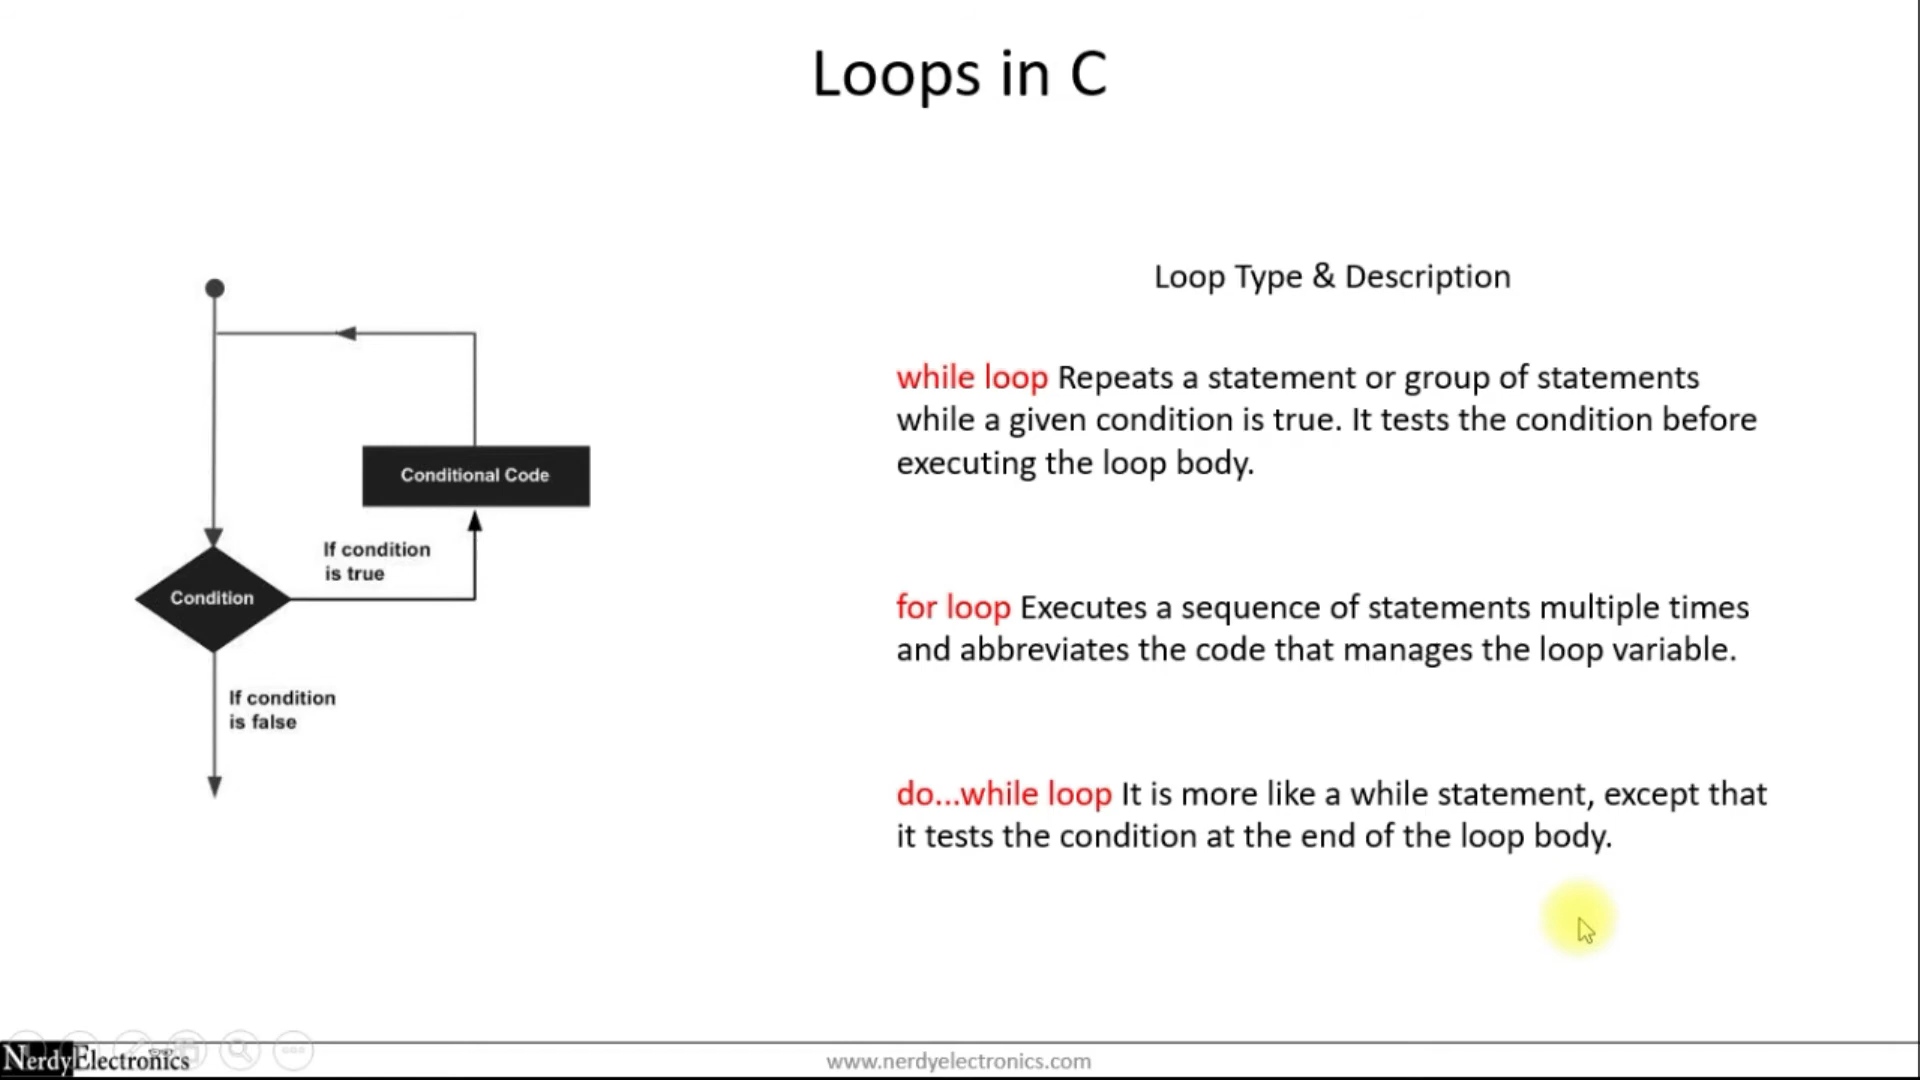 Loops in C
Loop Type & Description
while loop Repeats a statement or group of statements
while a given condition is true. It tests the condition before
executing the loop body.
for loop Executes a sequence of statements multiple times
and abbreviates the code that manages the loop variable.
do...while loop It is more like a while statement, except that
it tests the condition at the end of the loop body.
Conditional Code
If condition
is true
Condition
If condition
is false
NerdyElectronics
www.nerdyelectronics.com